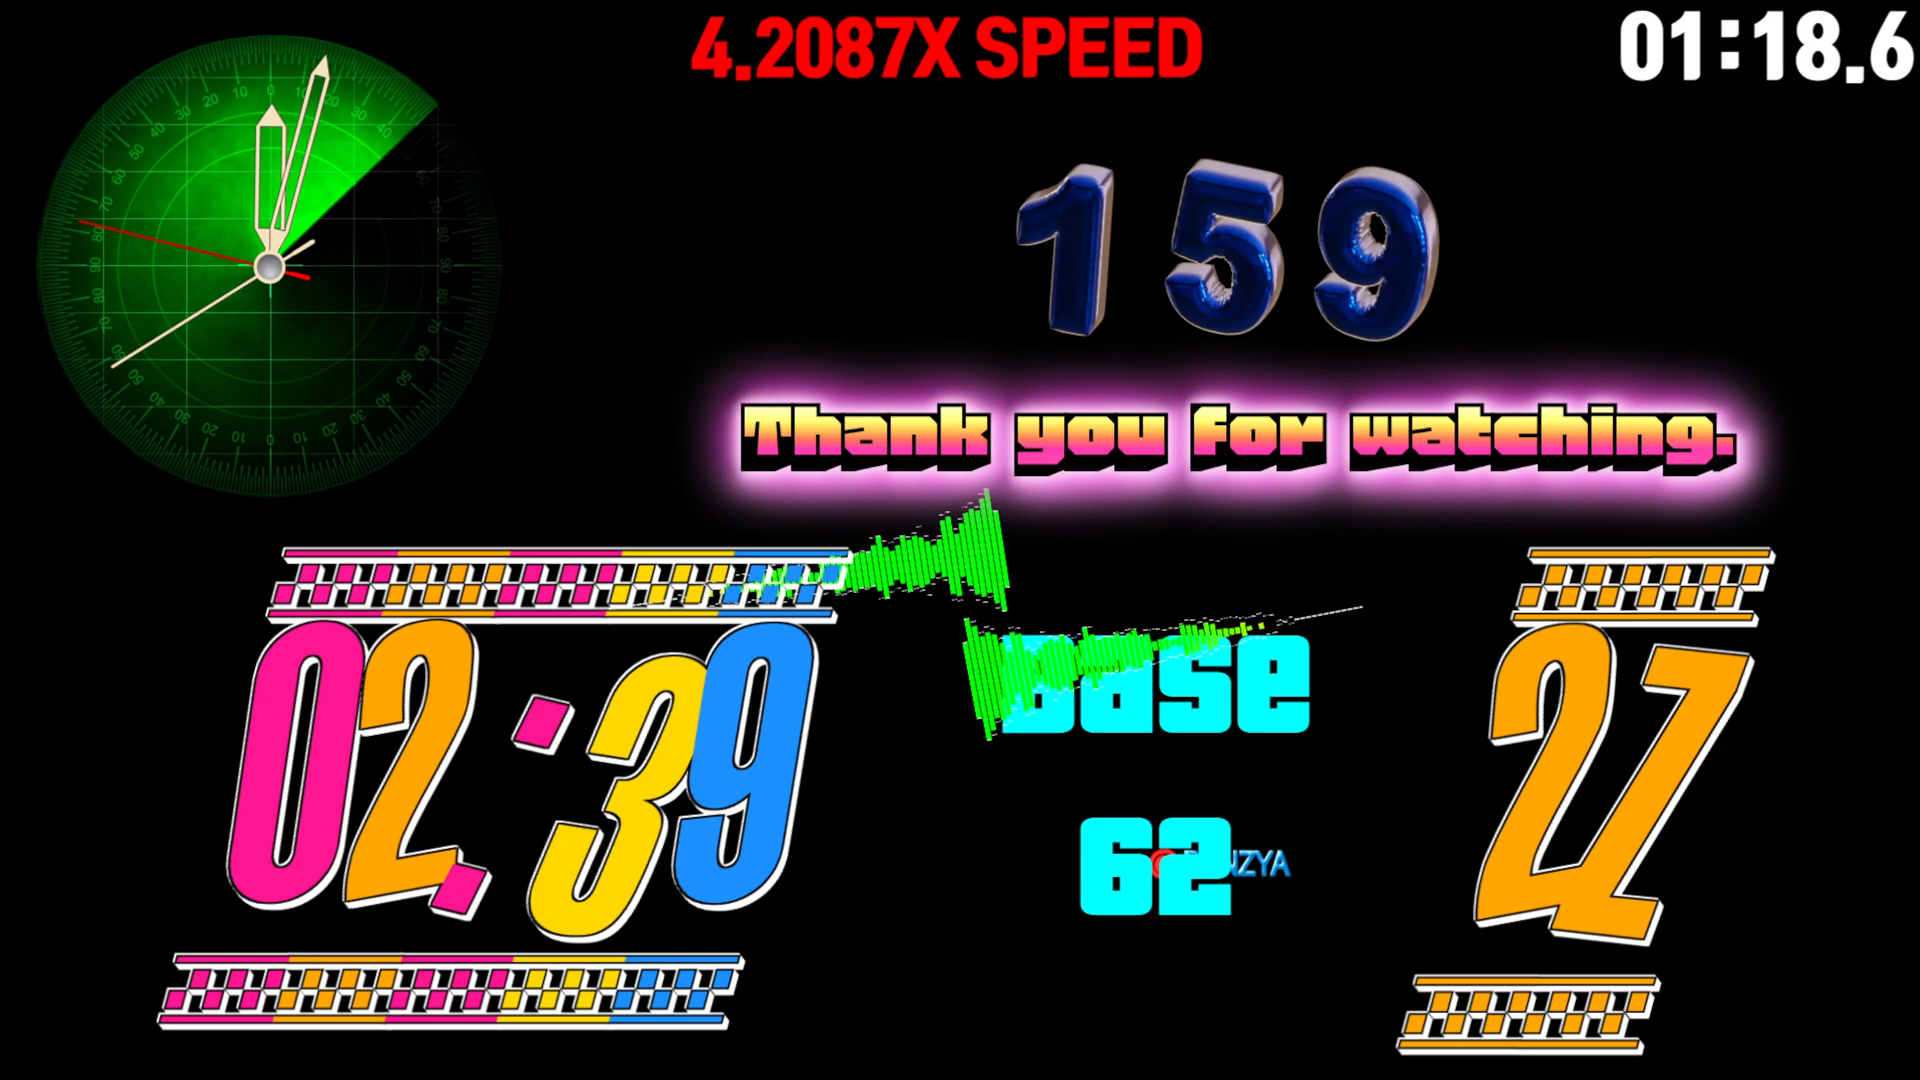 4.2087X SPEED
01:18.6
159
Thank you for watching.
02:39
27
base
62